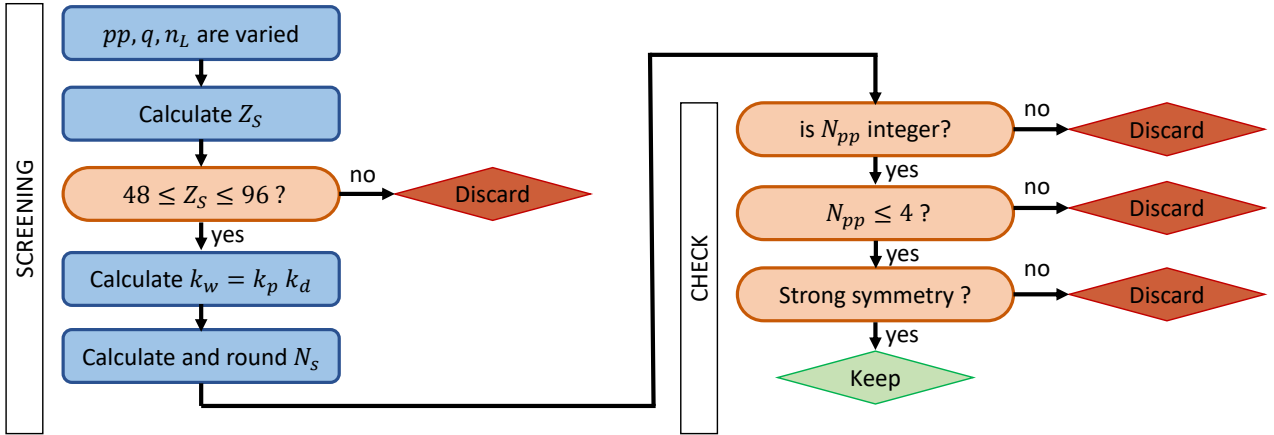 SCREENING
pp, q, n_L are varied
Calculate Z_S
48 ≤ Z_S ≤ 96 ?
no
Discard
yes
Calculate k_w = k_p k_d
Calculate and round N_s
CHECK
is N_pp integer?
no
Discard
yes
N_pp ≤ 4 ?
no
Discard
yes
Strong symmetry ?
no
Discard
yes
Keep